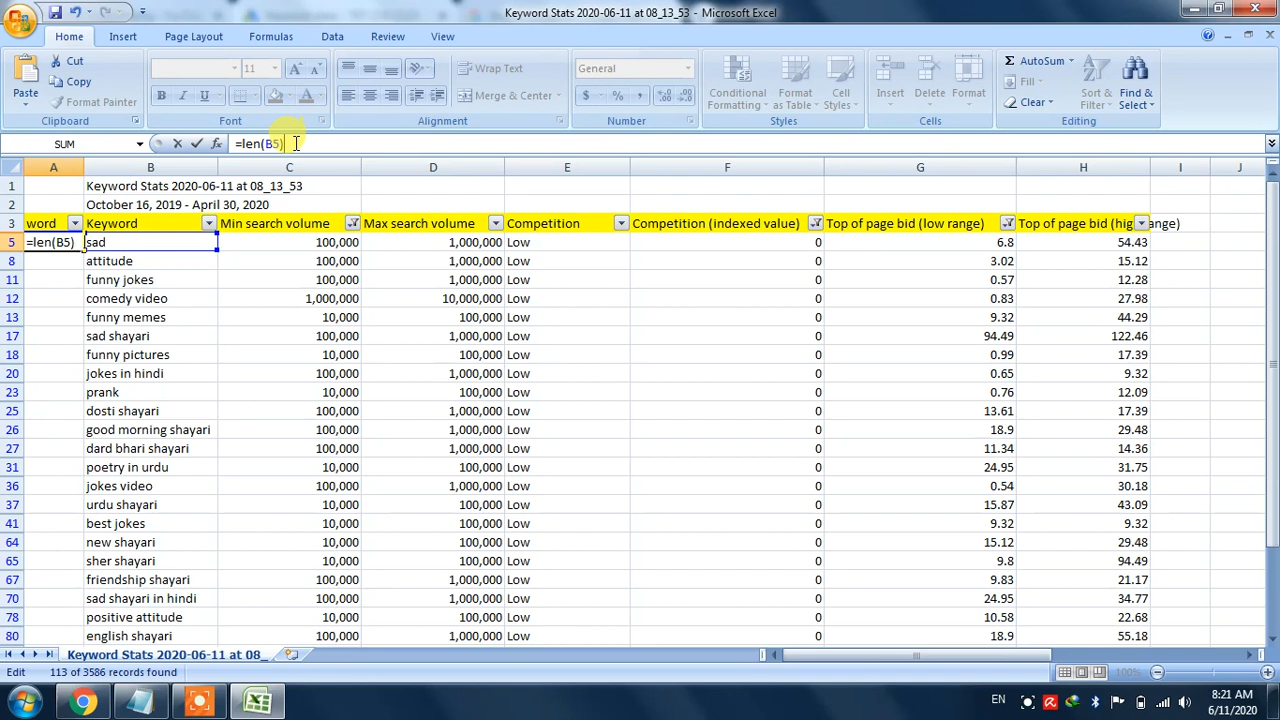 Keyword Stats 2020-06-11 at 08_13_53 - Microsoft Excel
Home Insert Page Layout Formulas Data Review View
Paste Cut Copy Format Painter Clipboard
11 A A B I U A Font
Wrap Text Merge & Center Alignment
General $ % , Number
Conditional Formatting Format as Table Cell Styles Styles
Insert Delete Format Cells
AutoSum Fill Clear Sort & Filter Find & Select Editing
SUM fx =len(B5)
A B C D E F G H I J
1 Keyword Stats 2020-06-11 at 08_13_53
2 October 16, 2019 - April 30, 2020
3 word Keyword Min search volume Max search volume Competition Competition (indexed value) Top of page bid (low range) Top of page bid (hig range)
5 =len(B5) sad 100,000 1,000,000 Low 0 6.8 54.43
8 attitude 100,000 1,000,000 Low 0 3.02 15.12
11 funny jokes 100,000 1,000,000 Low 0 0.57 12.28
12 comedy video 1,000,000 10,000,000 Low 0 0.83 27.98
13 funny memes 10,000 100,000 Low 0 9.32 44.29
17 sad shayari 100,000 1,000,000 Low 0 94.49 122.46
18 funny pictures 10,000 100,000 Low 0 0.99 17.39
20 jokes in hindi 100,000 1,000,000 Low 0 0.65 9.32
23 prank 10,000 100,000 Low 0 0.76 12.09
25 dosti shayari 100,000 1,000,000 Low 0 13.61 17.39
26 good morning shayari 100,000 1,000,000 Low 0 18.9 29.48
27 dard bhari shayari 100,000 1,000,000 Low 0 11.34 14.36
31 poetry in urdu 10,000 100,000 Low 0 24.95 31.75
36 jokes video 100,000 1,000,000 Low 0 0.54 30.18
37 urdu shayari 10,000 100,000 Low 0 15.87 43.09
41 best jokes 10,000 100,000 Low 0 9.32 9.32
64 new shayari 10,000 100,000 Low 0 15.12 29.48
65 sher shayari 10,000 100,000 Low 0 9.8 94.49
67 friendship shayari 100,000 1,000,000 Low 0 9.83 21.17
70 sad shayari in hindi 100,000 1,000,000 Low 0 24.95 34.77
78 positive attitude 10,000 100,000 Low 0 10.58 22.68
80 english shayari 100,000 1,000,000 Low 0 18.9 55.18
Keyword Stats 2020-06-11 at 08_
Edit 113 of 3586 records found 100%
EN 8:21 AM
6/11/2020